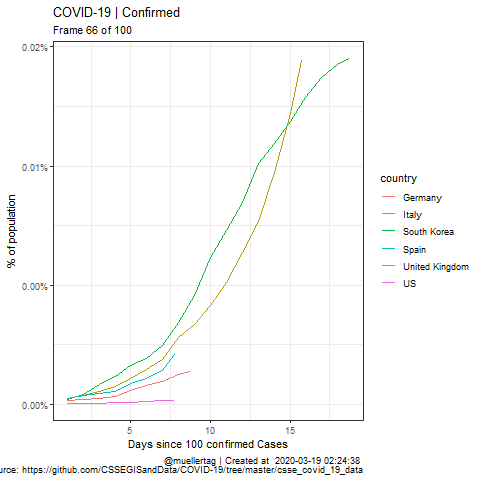 COVID-19 | Confirmed
Frame 66 of 100
0.02%
0.01%
0.00%
0.00%
% of population
5 10 15
Days since 100 confirmed Cases
country
Germany
Italy
South Korea
Spain
United Kingdom
US
@muellertag | Created at 2020-03-19 02:24:38
urce: https://github.com/CSSEGISandData/COVID-19/tree/master/csse_covid_19_data